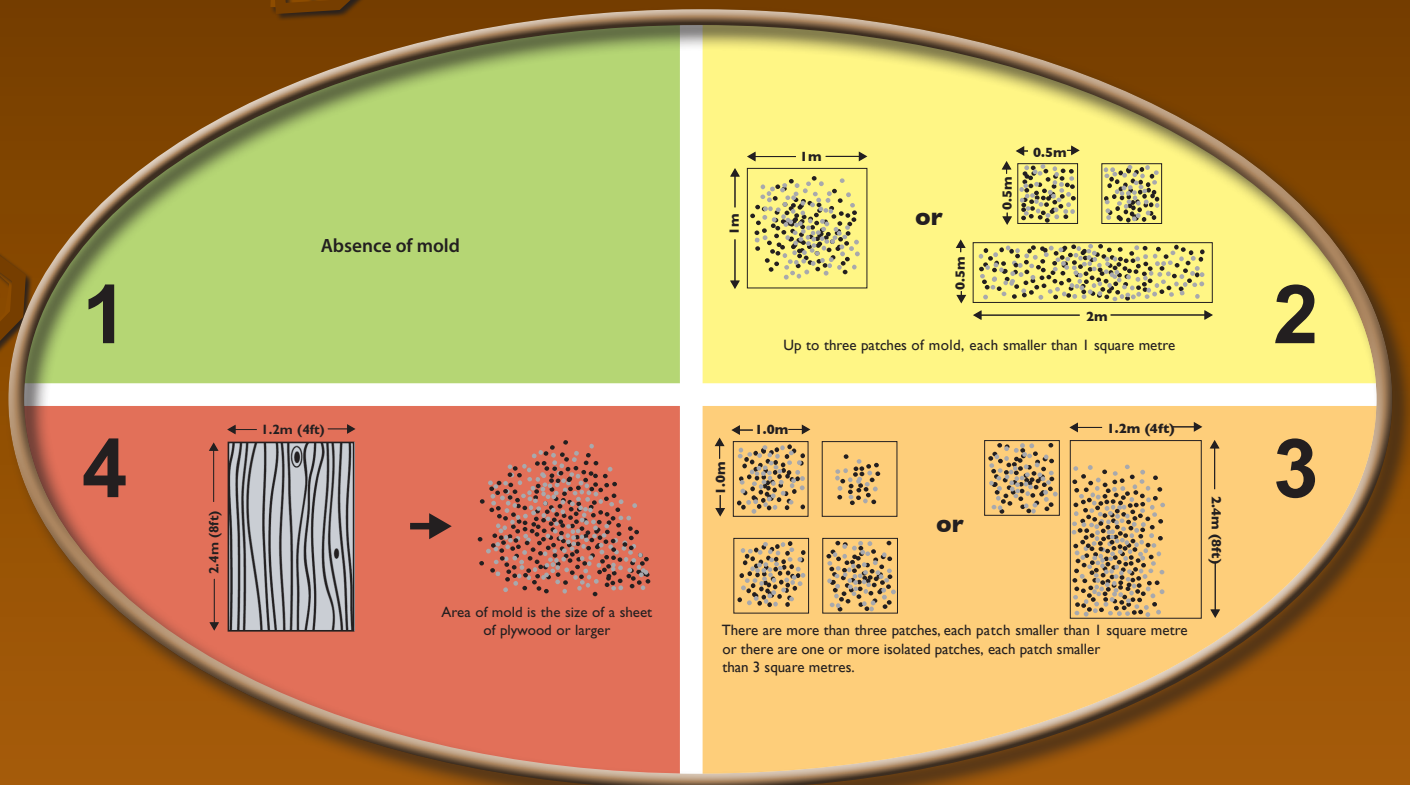 Absence of mold
1
1m
1m
or
0.5m
0.5m
0.5m
2m
Up to three patches of mold, each smaller than 1 square metre
2
4
1.2m (4ft)
2.4m (8ft)
Area of mold is the size of a sheet
of plywood or larger
1.0m
1.0m
or
1.2m (4ft)
2.4m (8ft)
3
There are more than three patches, each patch smaller than 1 square metre
or there are one or more isolated patches, each patch smaller
than 3 square metres.